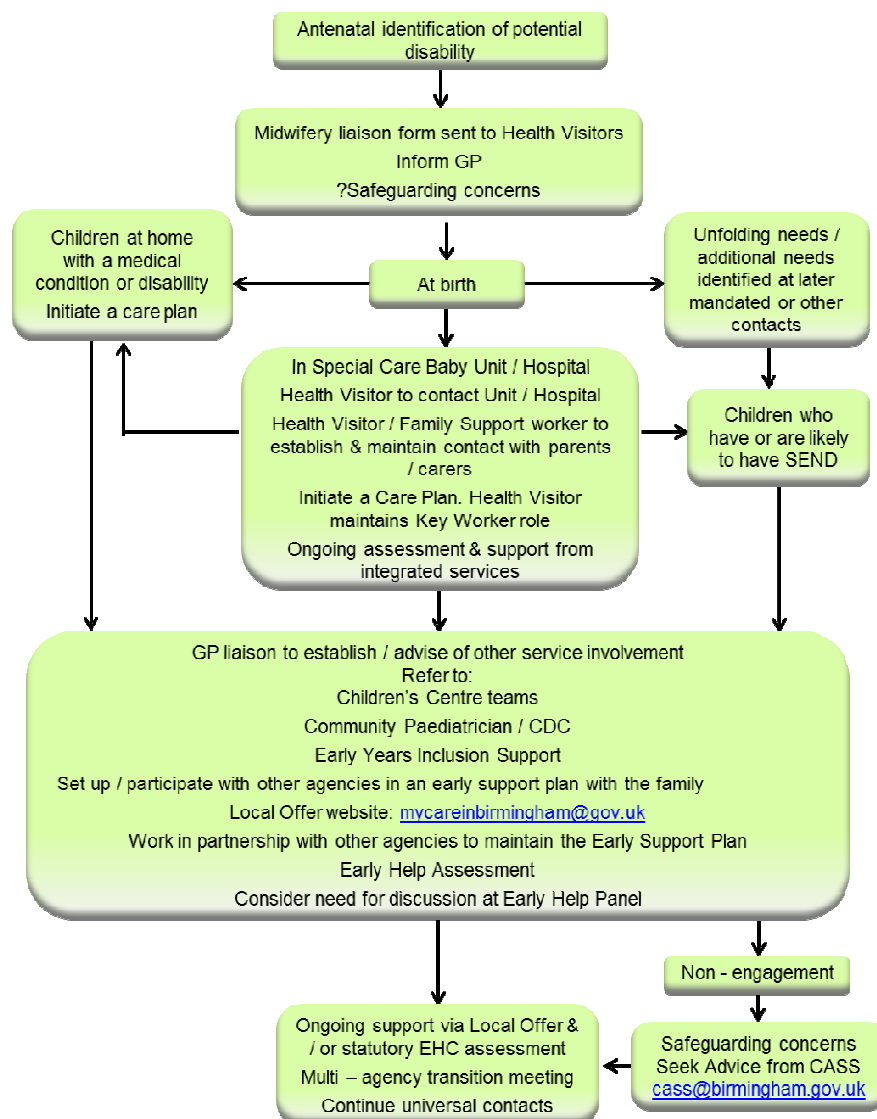 Antenatal identification of potential
disability
Midwifery liaison form sent to Health Visitors
Inform GP
?Safeguarding concerns
Children at home
with a medical
condition or disability
Initiate a care plan
At birth
Unfolding needs /
additional needs
identified at later
mandated or other
contacts
In Special Care Baby Unit / Hospital
Health Visitor to contact Unit / Hospital
Health Visitor / Family Support worker to
establish & maintain contact with parents
/ carers
Initiate a Care Plan. Health Visitor
maintains Key Worker role
Ongoing assessment & support from
integrated services
Children who
have or are likely
to have SEND
GP liaison to establish / advise of other service involvement
Refer to:
Children's Centre teams
Community Paediatrician / CDC
Early Years Inclusion Support
Set up / participate with other agencies in an early support plan with the family
Local Offer website: mycareinbirmingham@gov.uk
Work in partnership with other agencies to maintain the Early Support Plan
Early Help Assessment
Consider need for discussion at Early Help Panel
Non - engagement
Ongoing support via Local Offer &
/ or statutory EHC assessment
Multi – agency transition meeting
Continue universal contacts
Safeguarding concerns
Seek Advice from CASS
cass@birmingham.gov.uk